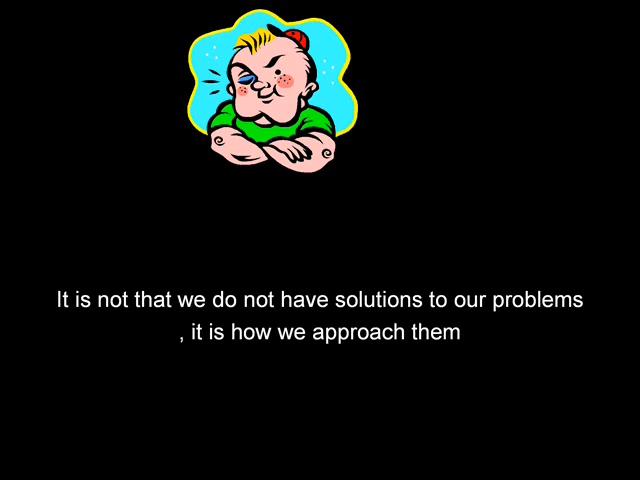 It is not that we do not have solutions to our problems
, it is how we approach them